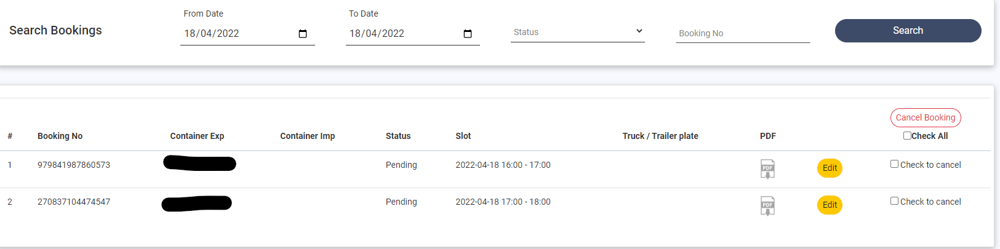 From Date To Date
Search Bookings 18/04/2022 18/04/2022 Status Booking No Search
Cancel Booking
# Booking No Container Exp Container Imp Status Slot Truck / Trailer plate PDF Check All
1 979841987860573 Pending 2022-04-18 16:00 - 17:00 PDF Edit Check to cancel
2 270837104474547 Pending 2022-04-18 17:00 - 18:00 PDF Edit Check to cancel